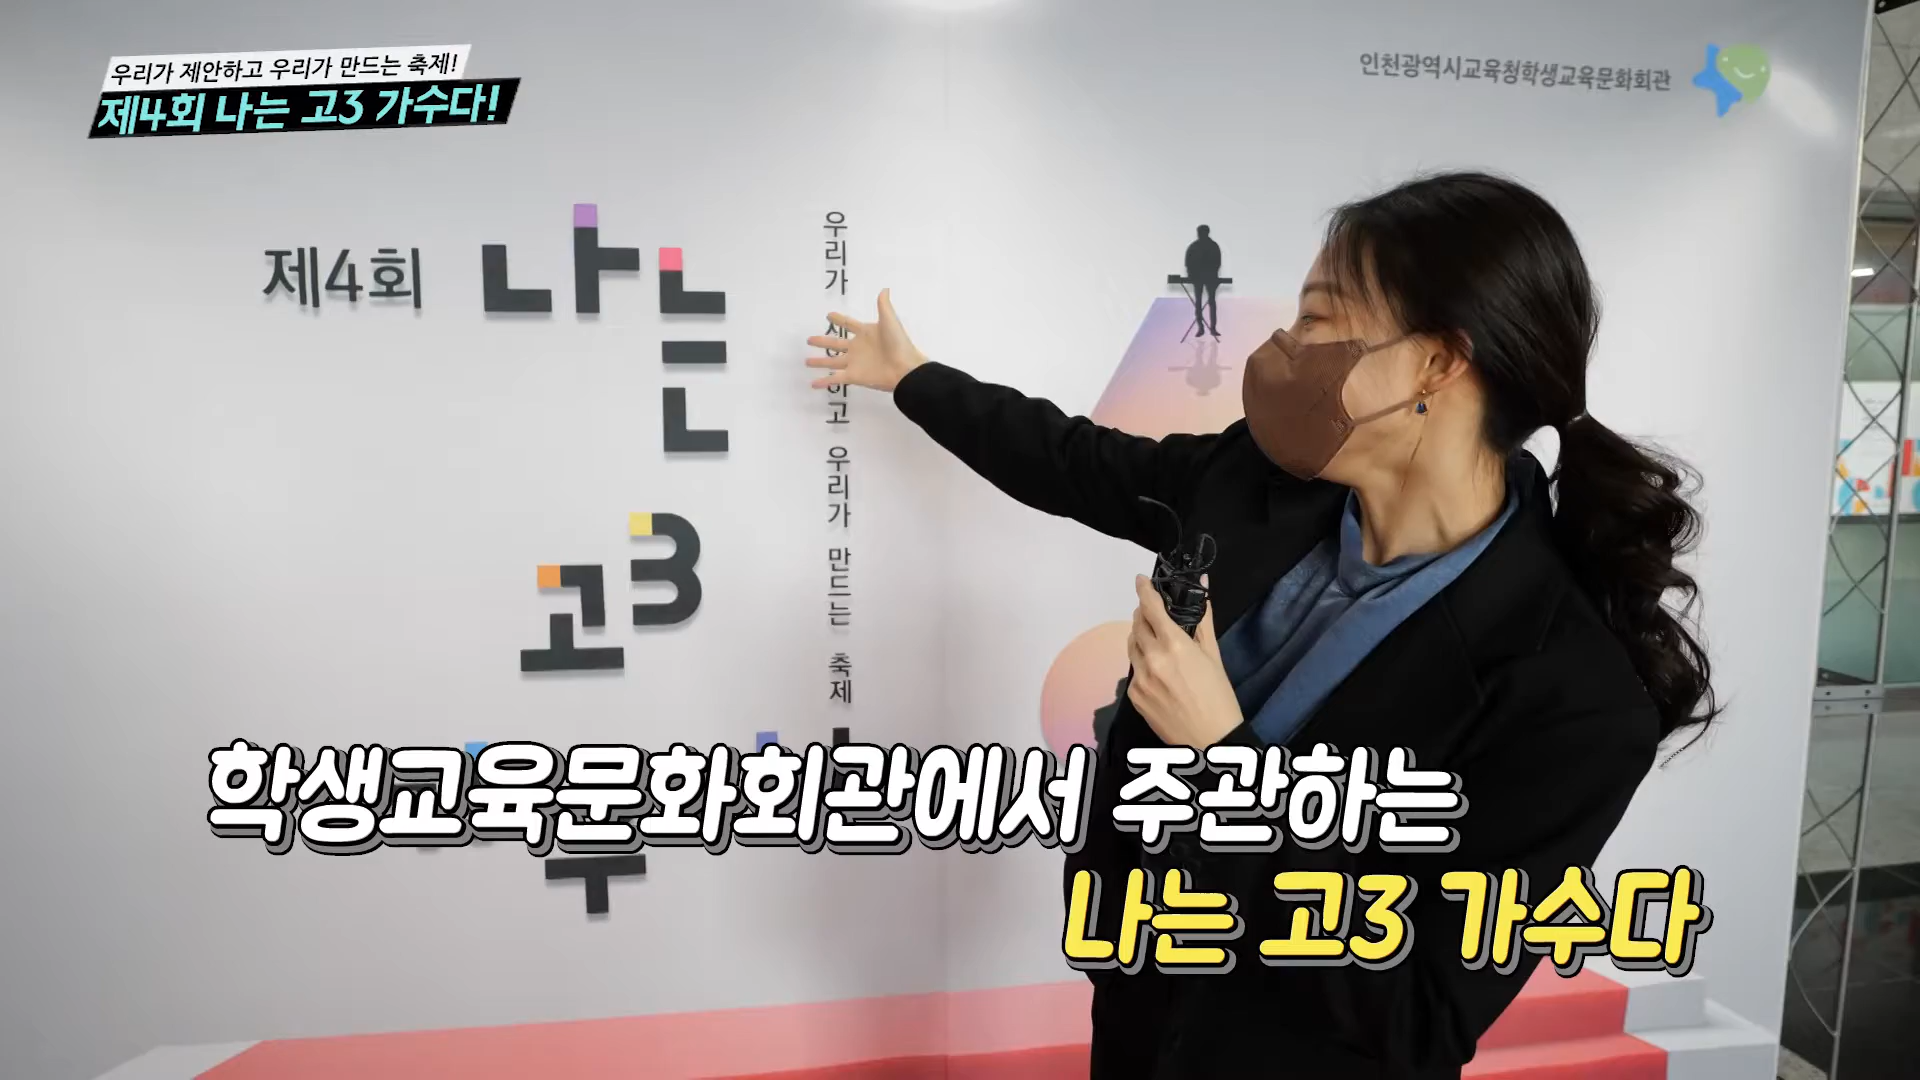 우리가 제안하고 우리가 만드는 축제!
제4회 나는 고3 가수다!
인천광역시교육청학생교육문화회관
제4회
나는
고3
우리가 제안하고 우리가 만드는 축제
학생교육문화회관에서 주관하는
나는 고3 가수다